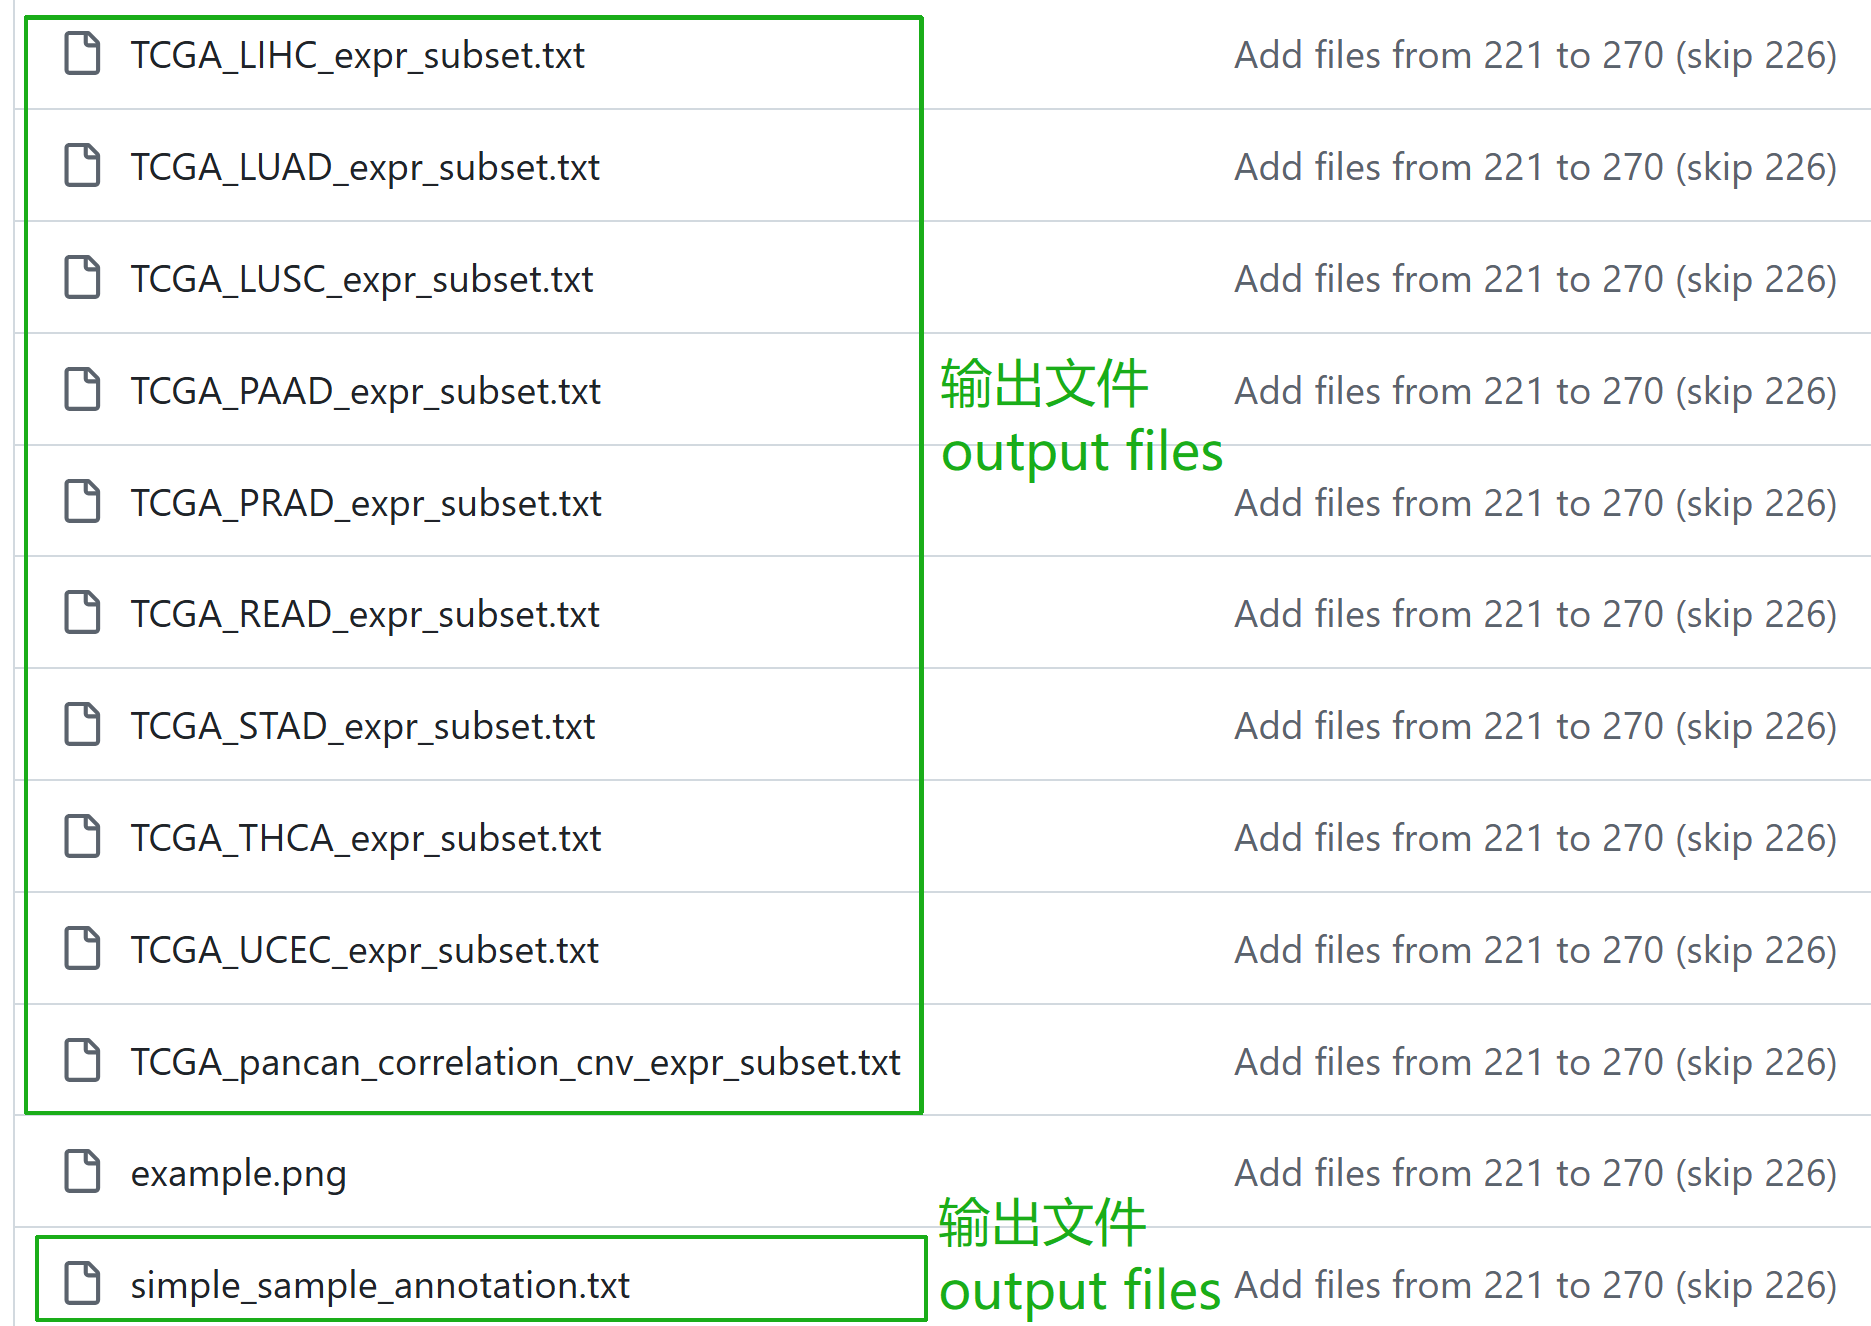 TCGA_LIHC_expr_subset.txt Add files from 221 to 270 (skip 226)
TCGA_LUAD_expr_subset.txt Add files from 221 to 270 (skip 226)
TCGA_LUSC_expr_subset.txt Add files from 221 to 270 (skip 226)
TCGA_PAAD_expr_subset.txt Add files from 221 to 270 (skip 226)
输出文件
output files
TCGA_PRAD_expr_subset.txt Add files from 221 to 270 (skip 226)
TCGA_READ_expr_subset.txt Add files from 221 to 270 (skip 226)
TCGA_STAD_expr_subset.txt Add files from 221 to 270 (skip 226)
TCGA_THCA_expr_subset.txt Add files from 221 to 270 (skip 226)
TCGA_UCEC_expr_subset.txt Add files from 221 to 270 (skip 226)
TCGA_pancan_correlation_cnv_expr_subset.txt Add files from 221 to 270 (skip 226)
example.png Add files from 221 to 270 (skip 226)
输出文件
output files
simple_sample_annotation.txt Add files from 221 to 270 (skip 226)